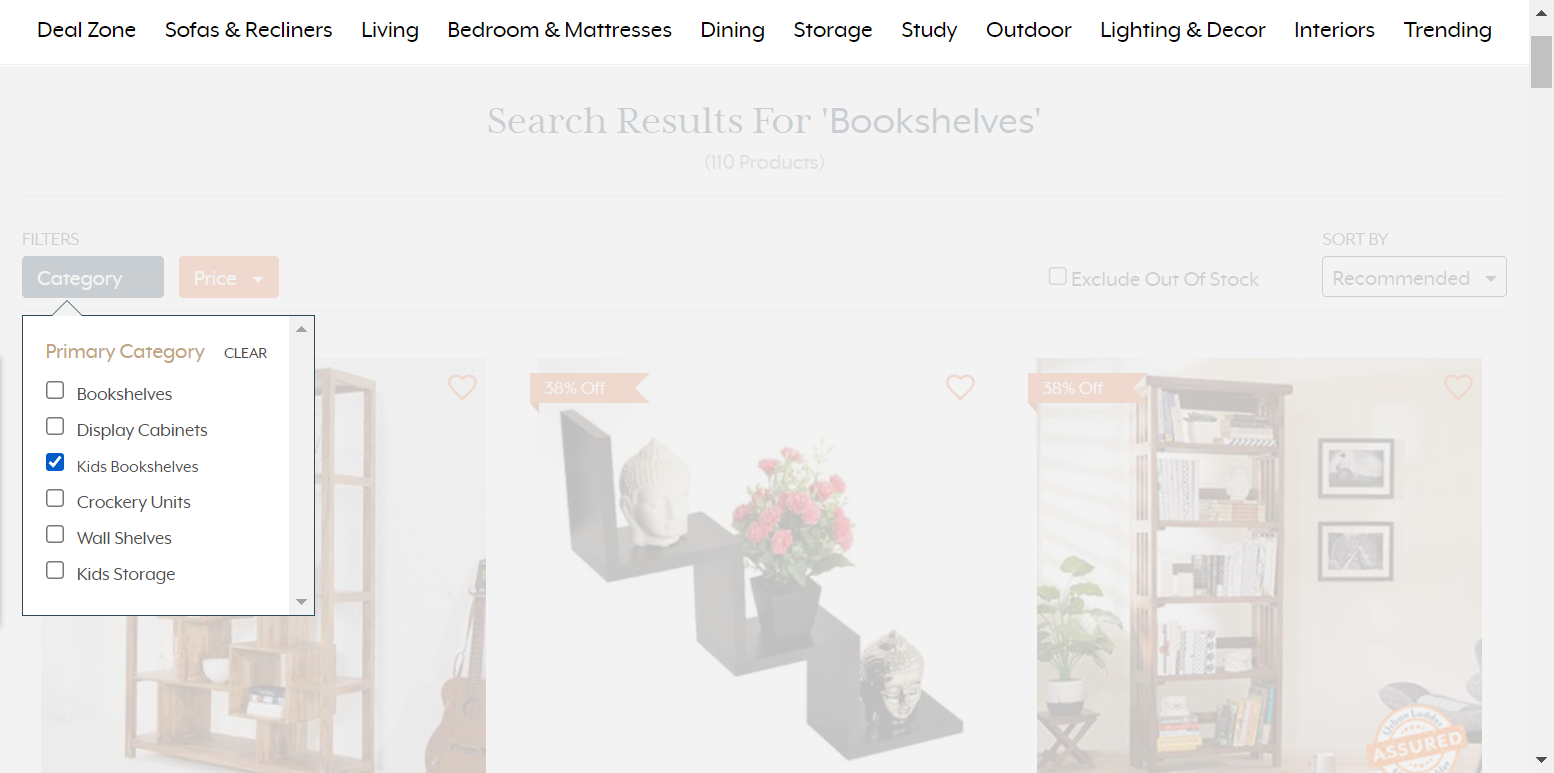 Deal Zone Sofas & Recliners Living Bedroom & Mattresses Dining Storage Study Outdoor Lighting & Decor Interiors Trending
Search Results For 'Bookshelves'
(110 Products)
FILTERS
SORT BY
Category
Price
Exclude Out Of Stock
Recommended
Primary Category CLEAR
Bookshelves
Display Cabinets
Kids Bookshelves
Crockery Units
Wall Shelves
Kids Storage
38% Off
38% Off
Urban Ladder
ASSURED